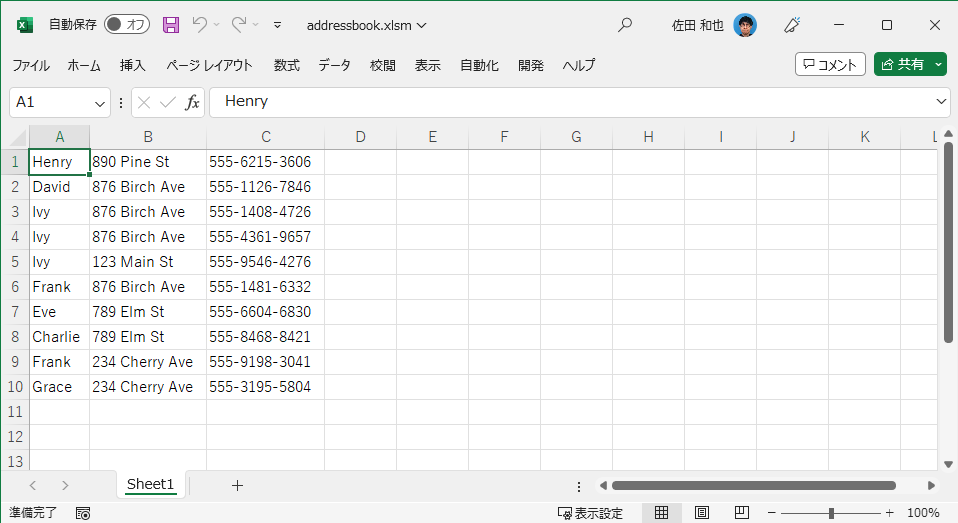 自動保存 オフ addressbook.xlsm 佐田 和也
ファイル ホーム 挿入 ページ レイアウト 数式 データ 校閲 表示 自動化 開発 ヘルプ コメント 共有
A1 fx Henry
A B C D E F G H I J K L
1 Henry 890 Pine St 555-6215-3606
2 David 876 Birch Ave 555-1126-7846
3 Ivy 876 Birch Ave 555-1408-4726
4 Ivy 876 Birch Ave 555-4361-9657
5 Ivy 123 Main St 555-9546-4276
6 Frank 876 Birch Ave 555-1481-6332
7 Eve 789 Elm St 555-6604-6830
8 Charlie 789 Elm St 555-8468-8421
9 Frank 234 Cherry Ave 555-9198-3041
10 Grace 234 Cherry Ave 555-3195-5804
11
12
13
Sheet1
準備完了 表示設定 100%